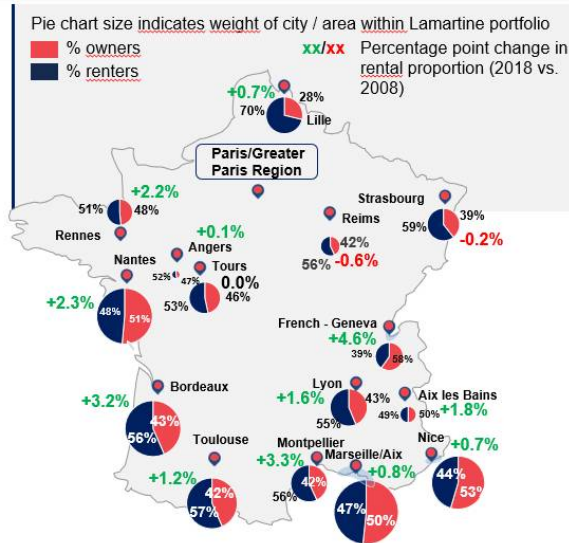 Pie chart size indicates weight of city / area within Lamartine portfolio
% owners
% renters
xx/xx Percentage point change in
rental proportion (2018 vs.
2008)
+0.7%
28%
70%
Lille
Paris/Greater
Paris Region
+2.2%
51%
48%
Rennes
Strasbourg
39%
59%
-0.2%
Reims
42%
56%
-0.6%
+0.1%
Angers
52%
47%
Tours
0.0%
53%
46%
Nantes
+2.3%
48%
51%
French - Geneva
+4.6%
39%
58%
Lyon
+1.6%
43%
55%
Aix les Bains
49%
50%
+1.8%
Bordeaux
+3.2%
43%
56%
Toulouse
+1.2%
42%
57%
Montpellier
+3.3%
42%
56%
Marseille/Aix
+0.8%
47%
50%
Nice
+0.7%
44%
53%